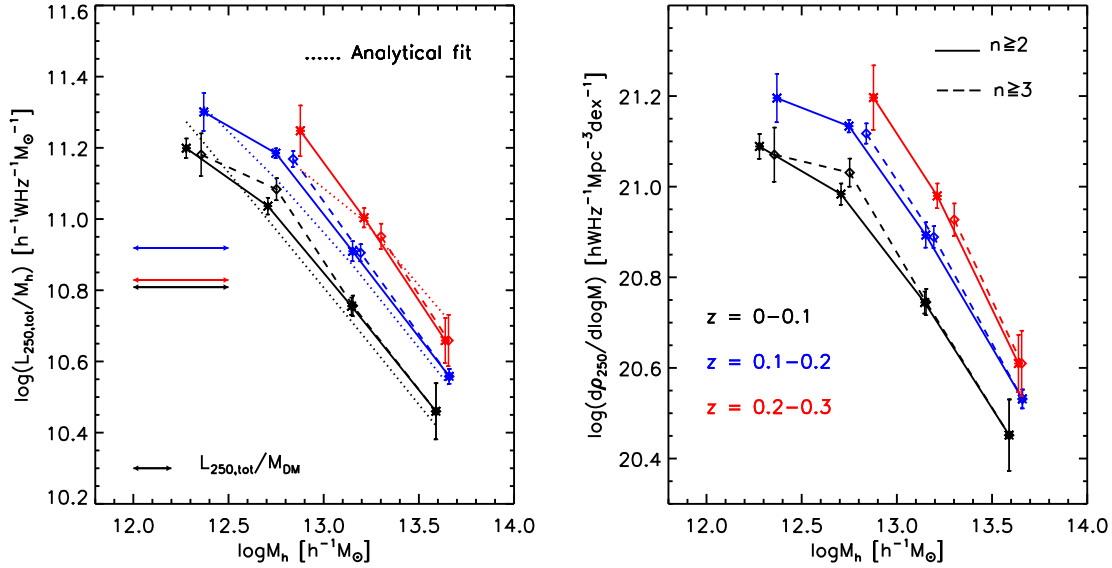 11.6
11.4
11.2
11.0
10.8
10.6
10.4
10.2
log(L250,tot/Mh) [h⁻¹WHz⁻¹M⊙⁻¹]
Analytical fit
L250,tot/MDM
12.0 12.5 13.0 13.5 14.0
logMh [h⁻¹M⊙]
21.2
21.0
20.8
20.6
20.4
log(dρ250/dlogM) [hWHz⁻¹Mpc⁻³dex⁻¹]
n≧2
n≧3
z = 0−0.1
z = 0.1−0.2
z = 0.2−0.3
12.0 12.5 13.0 13.5 14.0
logMh [h⁻¹M⊙]